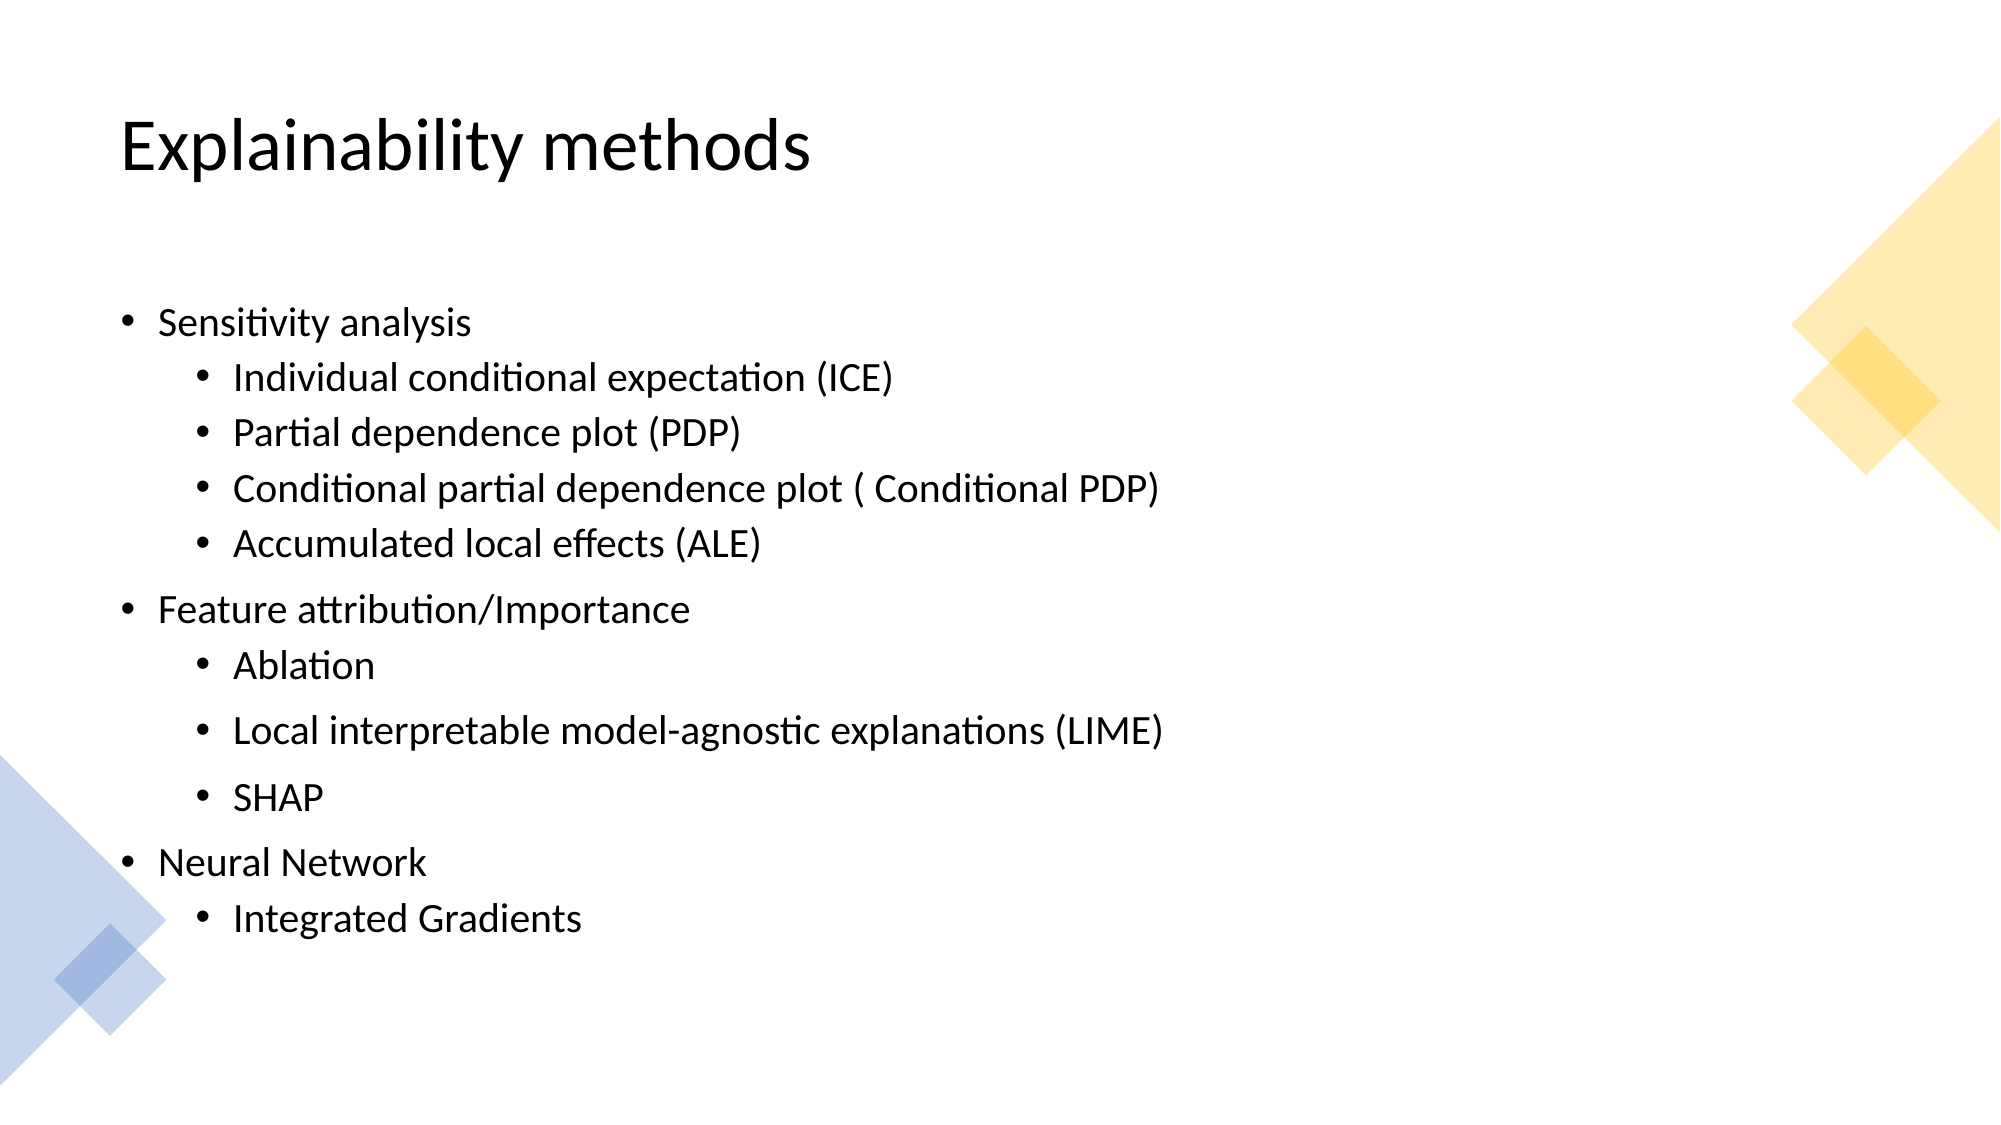 Explainability methods
• Sensitivity analysis
• Individual conditional expectation (ICE)
• Partial dependence plot (PDP)
• Conditional partial dependence plot ( Conditional PDP)
• Accumulated local effects (ALE)
• Feature attribution/Importance
• Ablation
• Local interpretable model-agnostic explanations (LIME)
• SHAP
• Neural Network
• Integrated Gradients